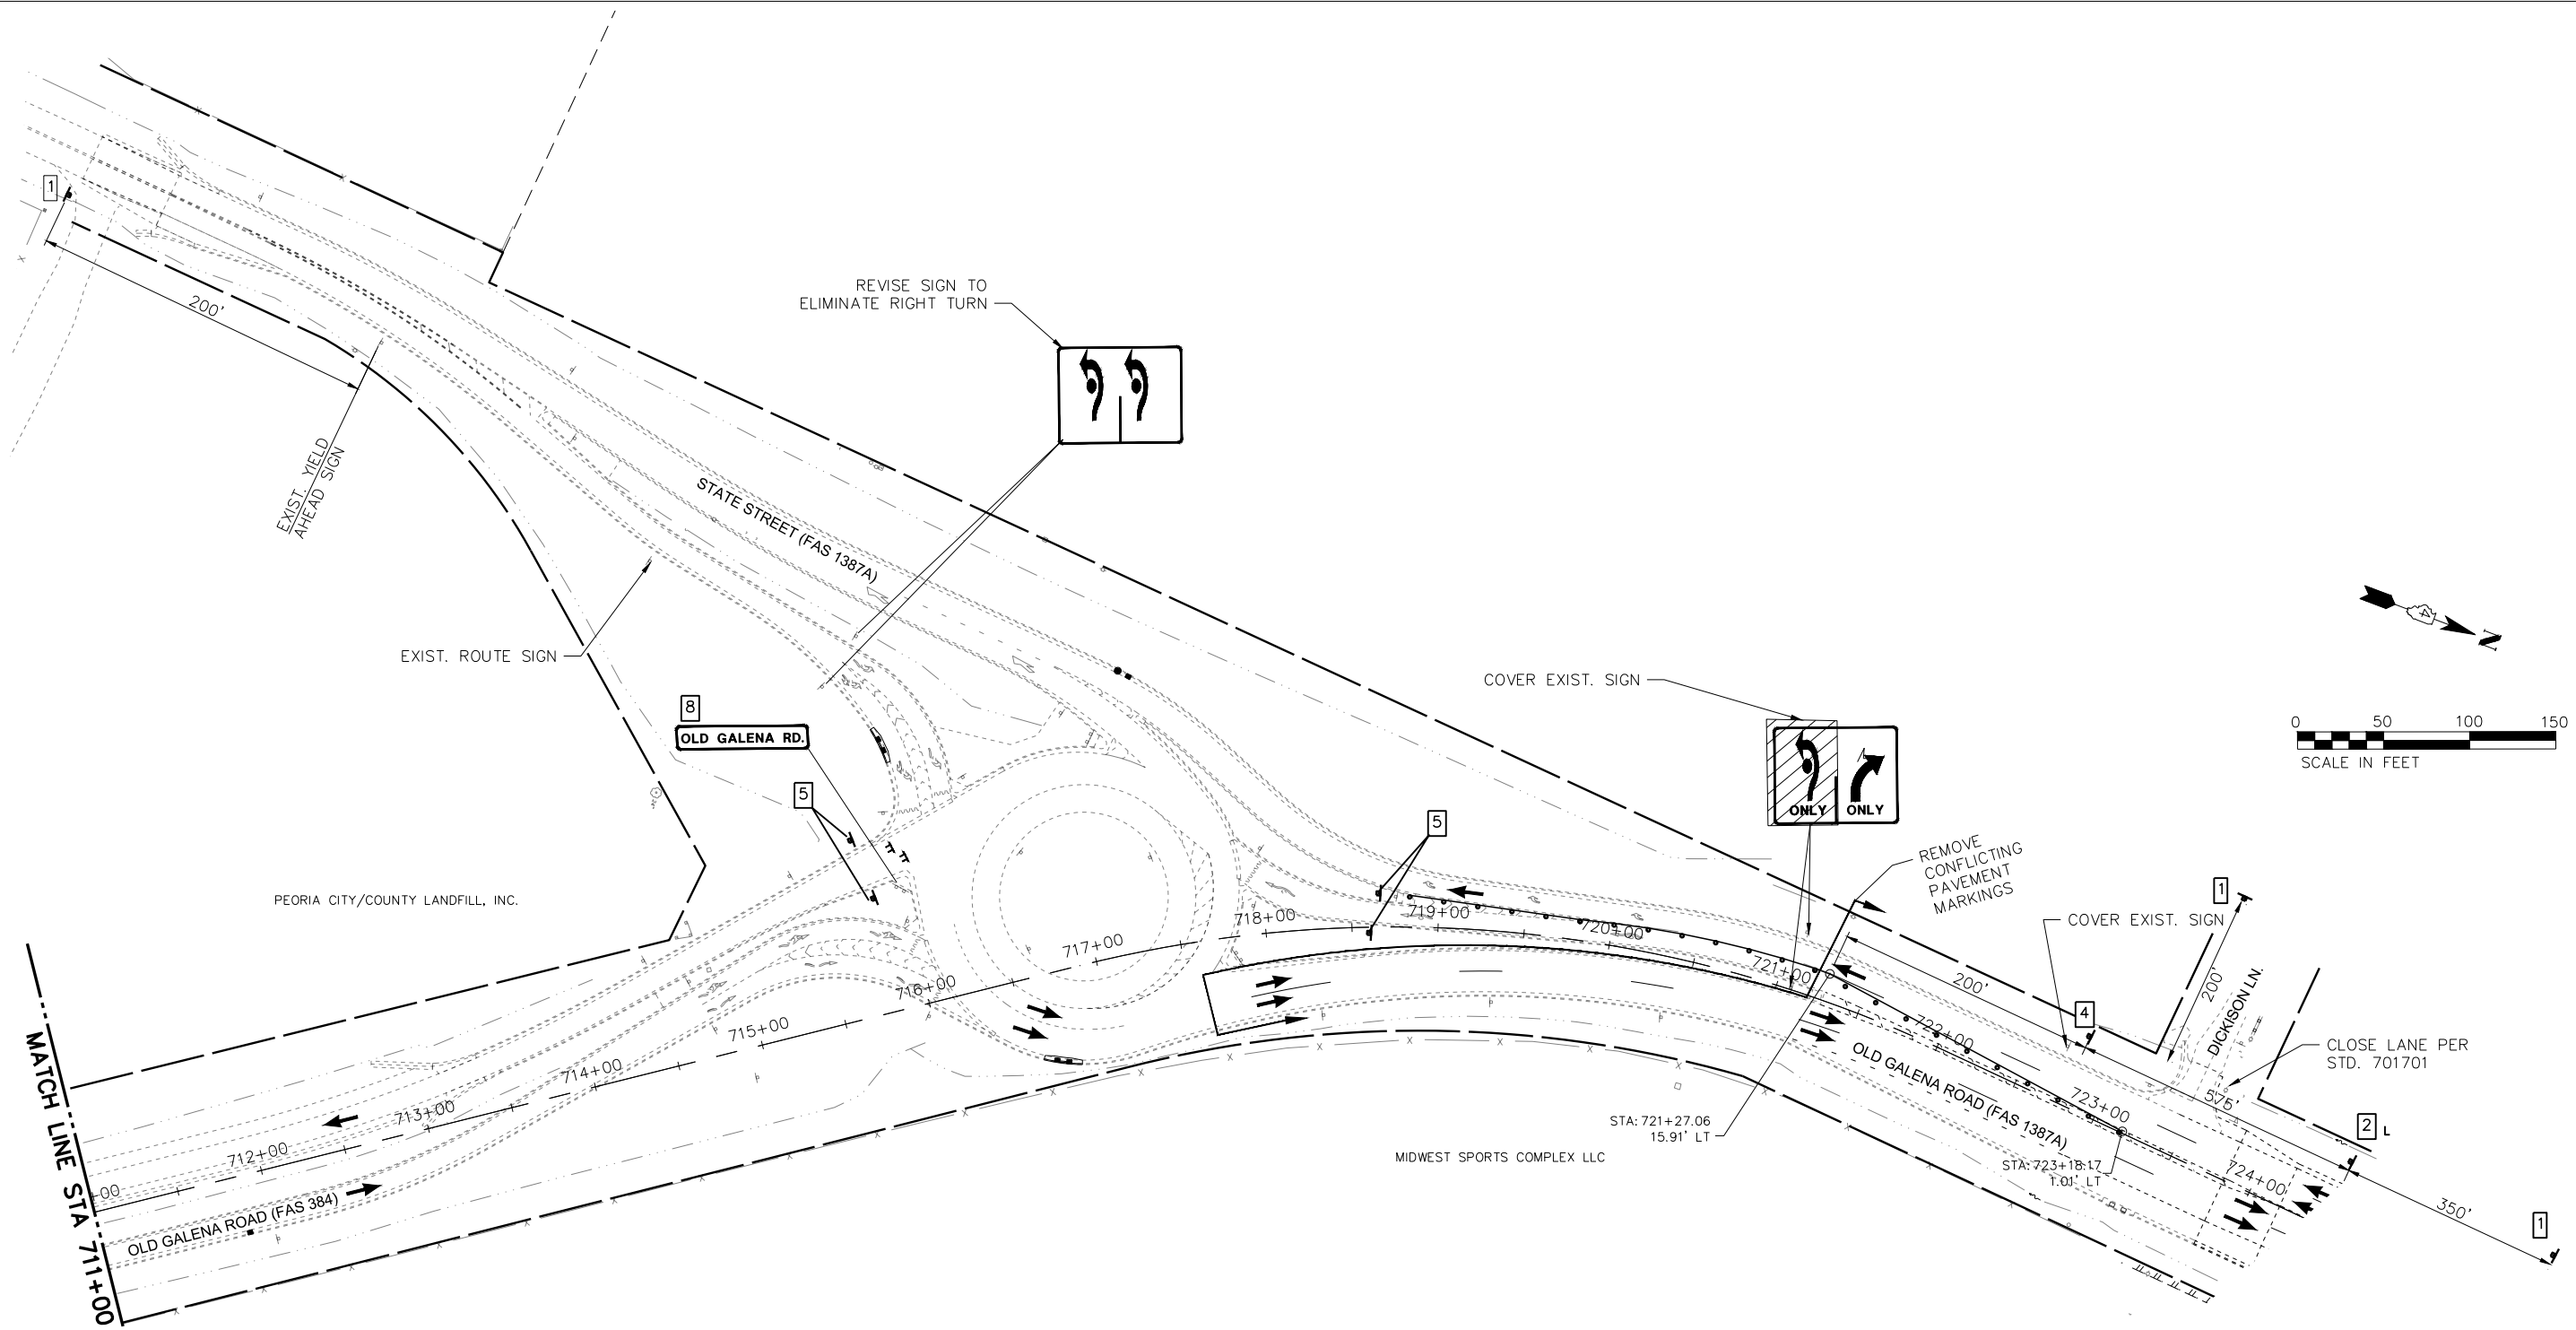 1
200'
REVISE SIGN TO
ELIMINATE RIGHT TURN
EXIST. YIELD
AHEAD SIGN
STATE STREET (FAS 1387A)
EXIST. ROUTE SIGN
8
OLD GALENA RD.
5
COVER EXIST. SIGN
ONLY
ONLY
N
0 50 100 150
SCALE IN FEET
5
REMOVE
CONFLICTING
PAVEMENT
MARKINGS
1
COVER EXIST. SIGN
200'
200'
DICKISON LN.
4
CLOSE LANE PER
STD. 701701
575'
2 L
350'
1
PEORIA CITY/COUNTY LANDFILL, INC.
MATCH LINE STA 711+00
+00
712+00
713+00
714+00
715+00
716+00
717+00
718+00
719+00
720+00
721+00
722+00
723+00
724+00
OLD GALENA ROAD (FAS 384)
OLD GALENA ROAD (FAS 1387A)
STA: 721+27.06
15.91' LT
MIDWEST SPORTS COMPLEX LLC
STA: 723+18.17
1.01' LT